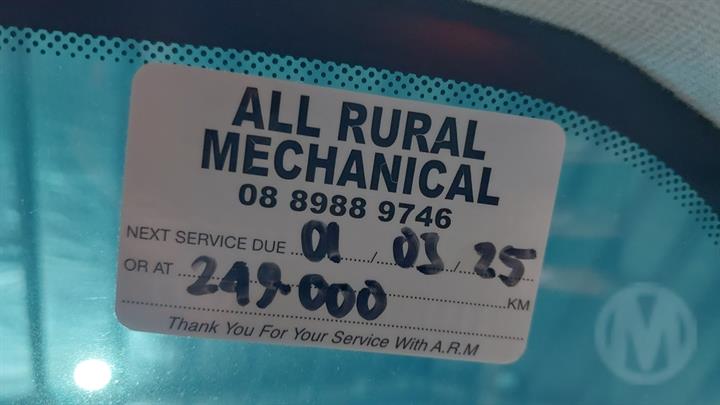 ALL RURAL
MECHANICAL
08 8988 9746
NEXT SERVICE DUE 01 / 03 / 25
OR AT 249-000 KM
Thank You For Your Service With A.R.M
M